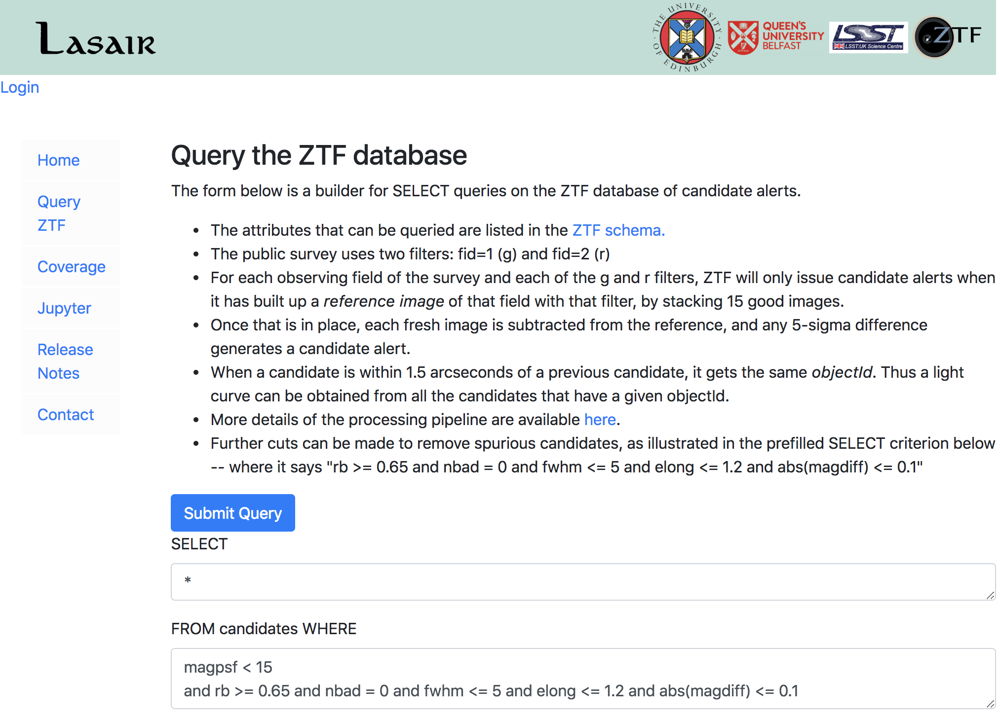 Lasair
THE UNIVERSITY OF EDINBURGH
QUEEN'S
UNIVERSITY
BELFAST
LSST
LSST:UK Science Centre
ZTF
Login
Home
Query
ZTF
Coverage
Jupyter
Release
Notes
Contact
Query the ZTF database
The form below is a builder for SELECT queries on the ZTF database of candidate alerts.
• The attributes that can be queried are listed in the ZTF schema.
• The public survey uses two filters: fid=1 (g) and fid=2 (r)
• For each observing field of the survey and each of the g and r filters, ZTF will only issue candidate alerts when
it has built up a reference image of that field with that filter, by stacking 15 good images.
• Once that is in place, each fresh image is subtracted from the reference, and any 5-sigma difference
generates a candidate alert.
• When a candidate is within 1.5 arcseconds of a previous candidate, it gets the same objectId. Thus a light
curve can be obtained from all the candidates that have a given objectId.
• More details of the processing pipeline are available here.
• Further cuts can be made to remove spurious candidates, as illustrated in the prefilled SELECT criterion below
-- where it says "rb >= 0.65 and nbad = 0 and fwhm <= 5 and elong <= 1.2 and abs(magdiff) <= 0.1"
Submit Query
SELECT
*
FROM candidates WHERE
magpsf < 15
and rb >= 0.65 and nbad = 0 and fwhm <= 5 and elong <= 1.2 and abs(magdiff) <= 0.1